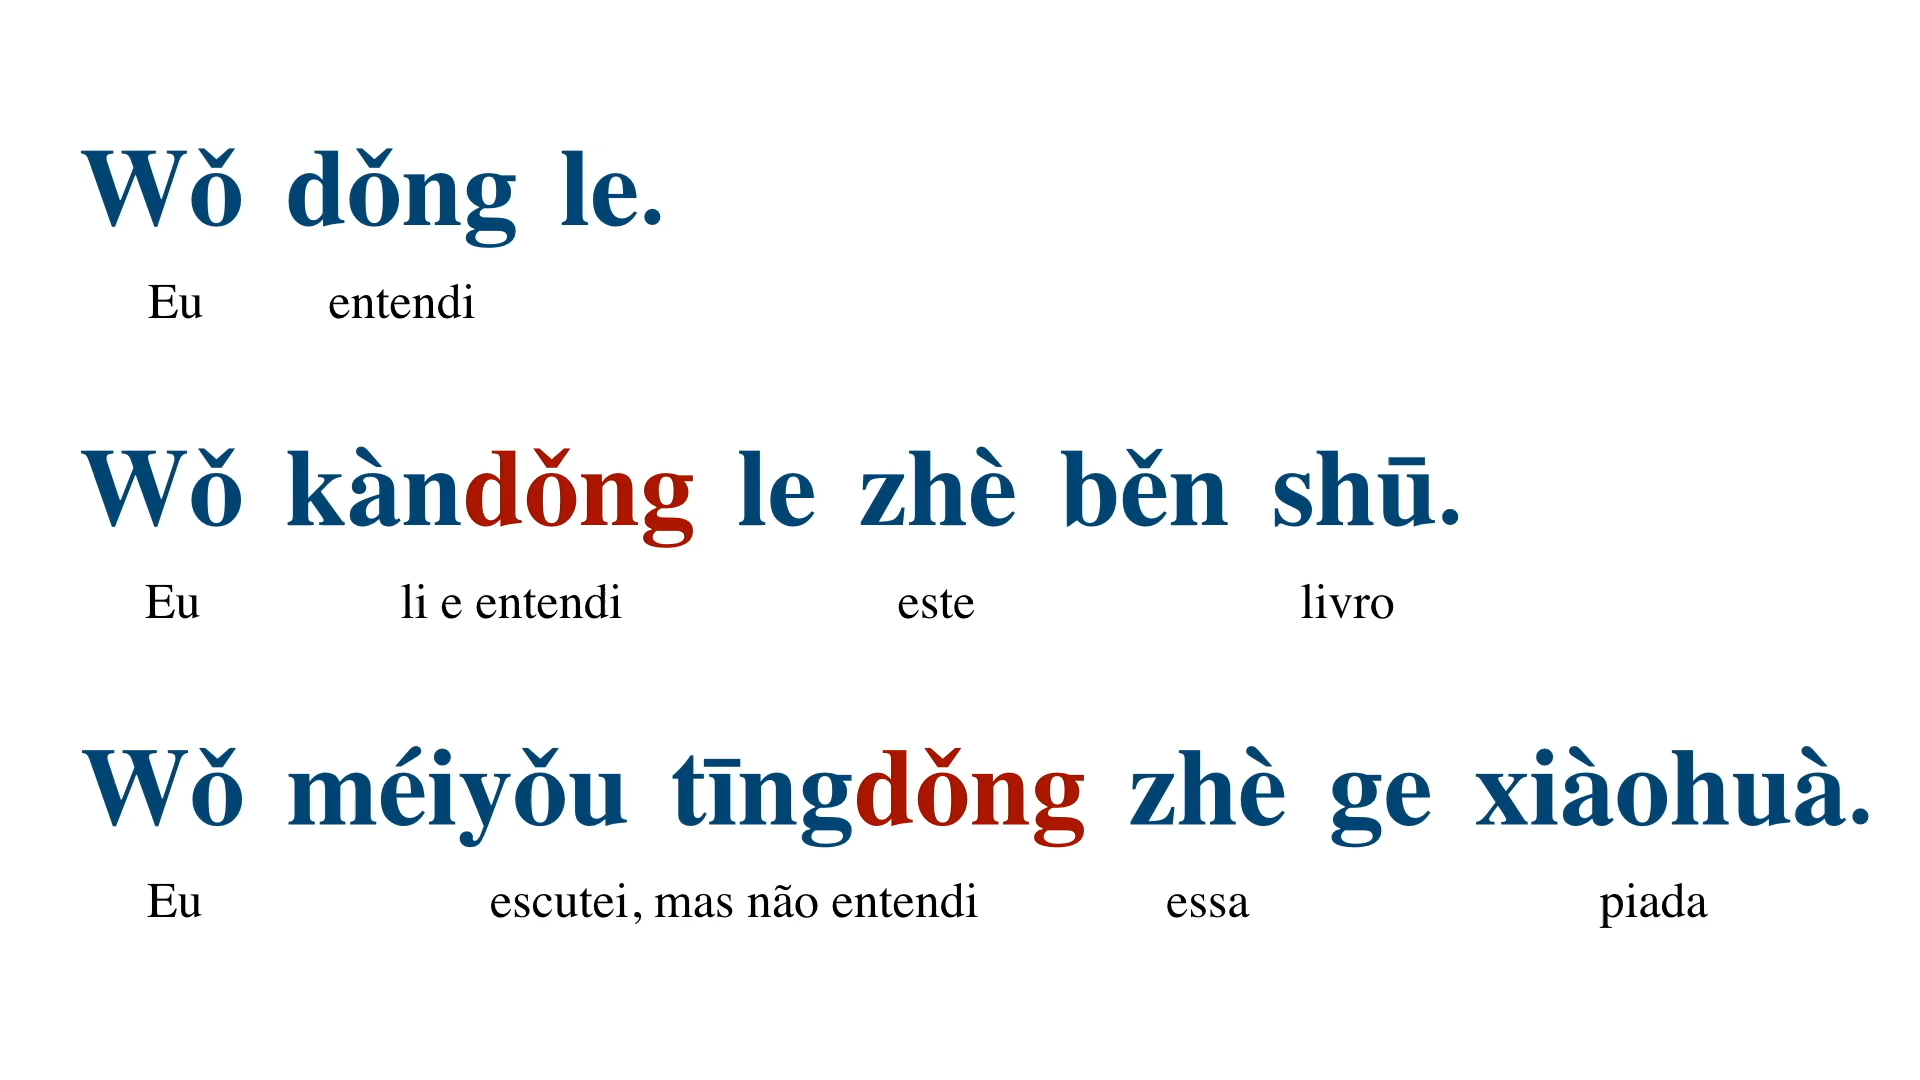 Wǒ dǒng le.
Eu entendi
Wǒ kàndǒng le zhè běn shū.
Eu li e entendi este livro
Wǒ méiyǒu tīngdǒng zhè ge xiàohuà.
Eu escutei, mas não entendi essa piada